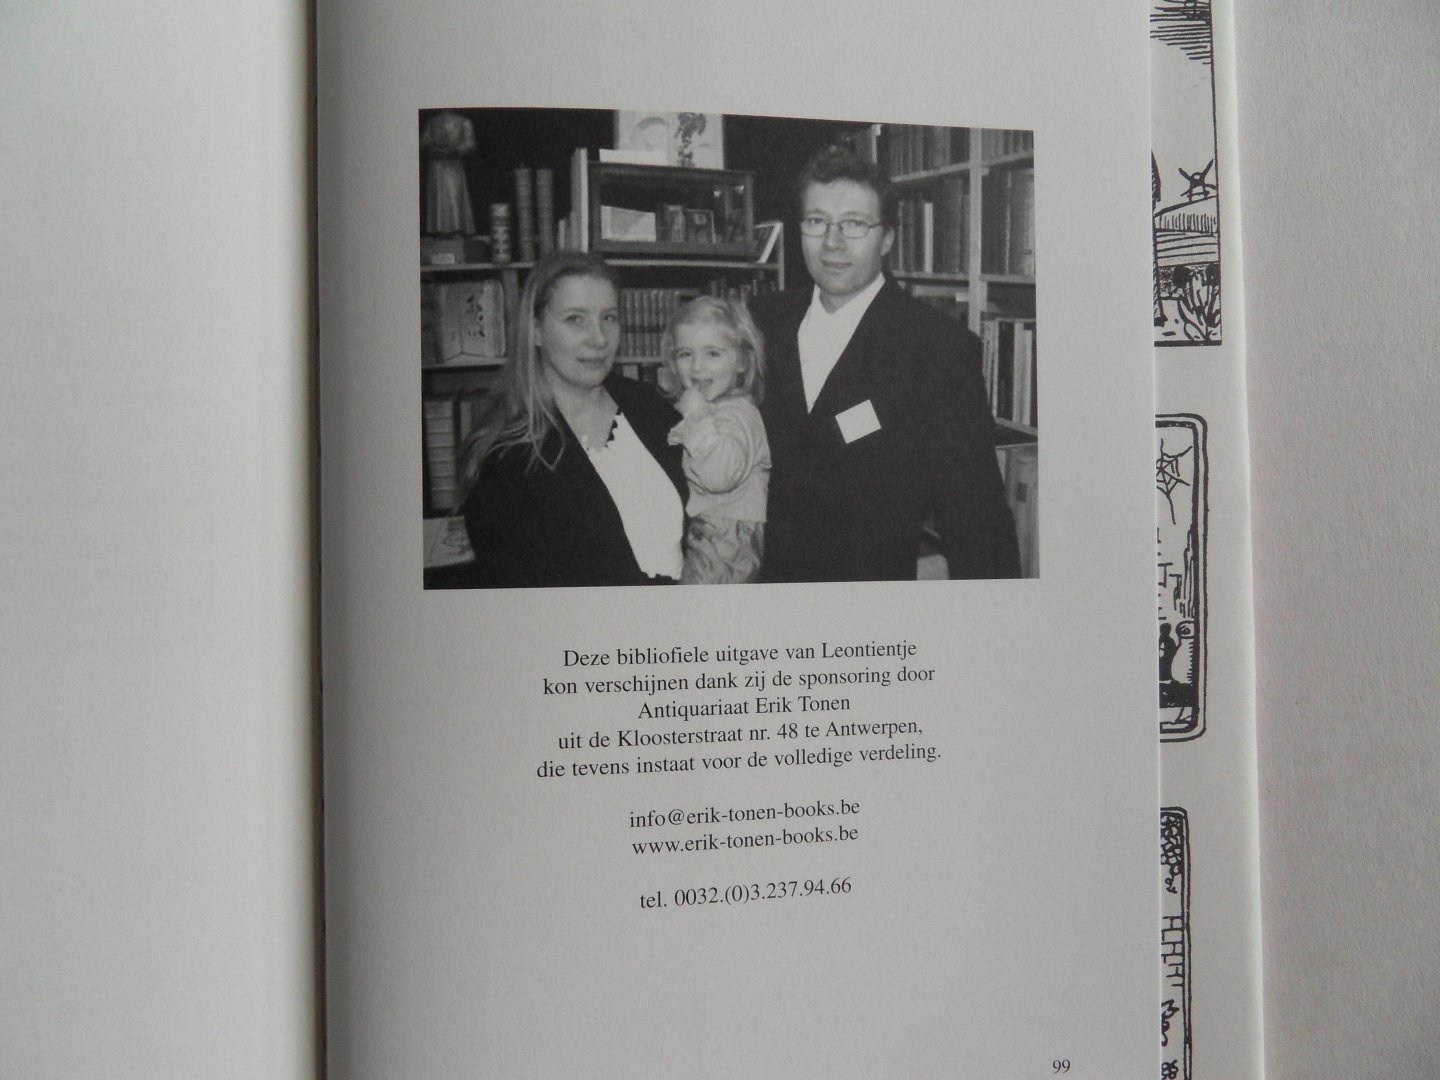 Deze bibliofiele uitgave van Leontientje
kon verschijnen dank zij de sponsoring door
Antiquariaat Erik Tonen
uit de Kloosterstraat nr. 48 te Antwerpen,
die tevens instaat voor de volledige verdeling.
info@erik-tonen-books.be
www.erik-tonen-books.be
tel. 0032.(0)3.237.94.66
99